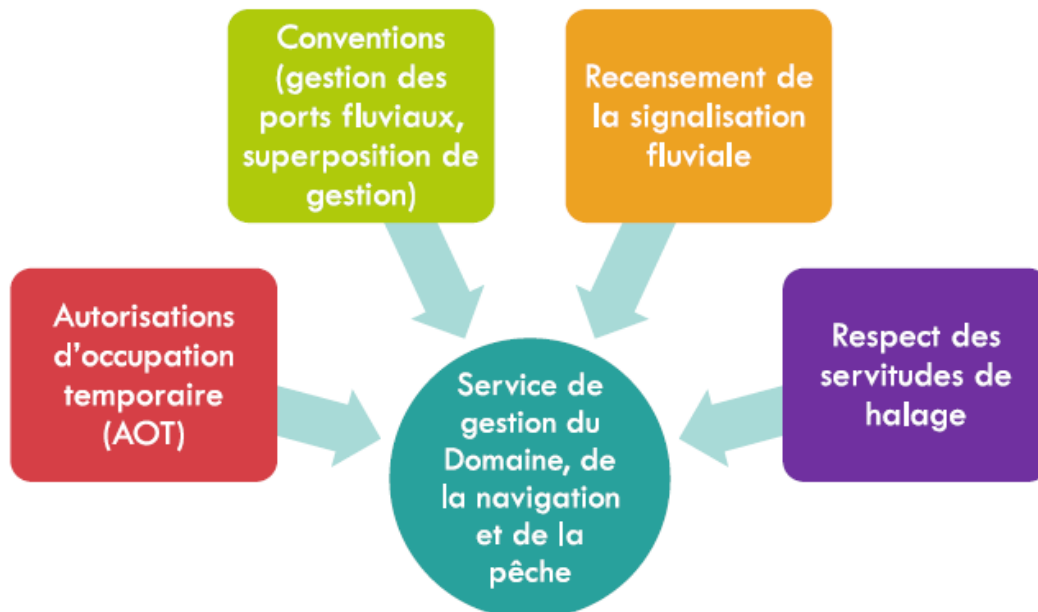 Conventions
(gestion des
ports fluviaux,
superposition de
gestion)
Recensement de
la signalisation
fluviale
Autorisations
d'occupation
temporaire
(AOT)
Respect des
servitudes de
halage
Service de
gestion du
Domaine, de
la navigation
et de la
pêche